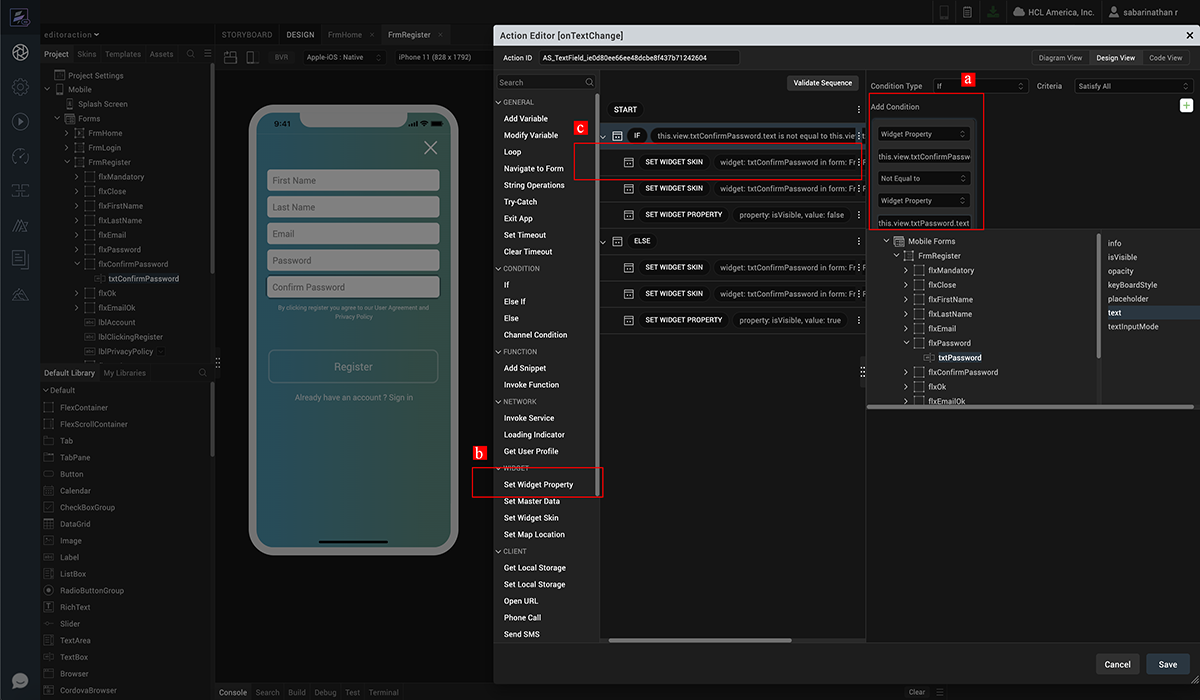 HCL America, Inc.
sabarinathan r
editoraction
STORYBOARD
DESIGN
FrmHome
FrmRegister
Project
Skins
Templates
Assets
BVR
Apple-iOS : Native
iPhone 11 (828 x 1792)
Project Settings
Mobile
Splash Screen
Forms
FrmHome
FrmLogin
FrmRegister
flxMandatory
flxClose
flxFirstName
flxLastName
flxEmail
flxPassword
flxConfirmPassword
txtConfirmPassword
flxOk
flxEmailOk
lblAccount
lblClickingRegister
lblPrivacyPolicy
Default Library
My Libraries
Default
FlexContainer
FlexScrollContainer
Tab
TabPane
Button
Calendar
CheckBoxGroup
DataGrid
Image
Label
ListBox
RadioButtonGroup
RichText
Slider
TextArea
TextBox
Browser
CordovaBrowser
9:41
First Name
Last Name
Email
Password
Confirm Password
By clicking register you agree to our User Agreement and
Privacy Policy
Register
Already have an account ? Sign in
Console
Search
Build
Debug
Test
Terminal
Clear
Action Editor [onTextChange]
Action ID
AS_TextField_ie0d80ee66ee48dcbe8f437b71242604
Diagram View
Design View
Code View
Search
GENERAL
Add Variable
Modify Variable
Loop
Navigate to Form
String Operations
Try-Catch
Exit App
Set Timeout
Clear Timeout
CONDITION
If
Else If
Else
Channel Condition
FUNCTION
Add Snippet
Invoke Function
NETWORK
Invoke Service
Loading Indicator
Get User Profile
b
WIDGET
Set Widget Property
Set Master Data
Set Widget Skin
Set Map Location
CLIENT
Get Local Storage
Set Local Storage
Open URL
Phone Call
Send SMS
Validate Sequence
START
c
IF
this.view.txtConfirmPassword.text is not equal to this.vie
SET WIDGET SKIN
widget: txtConfirmPassword in form: Fr
SET WIDGET SKIN
widget: txtConfirmPassword in form: Fr
SET WIDGET PROPERTY
property: isVisible, value: false
ELSE
SET WIDGET SKIN
widget: txtConfirmPassword in form: Fr
SET WIDGET SKIN
widget: txtConfirmPassword in form: Fr
SET WIDGET PROPERTY
property: isVisible, value: true
Condition Type
If
a
Criteria
Satisfy All
Add Condition
Widget Property
this.view.txtConfirmPassw
Not Equal to
Widget Property
this.view.txtPassword.text
Mobile Forms
FrmRegister
flxMandatory
flxClose
flxFirstName
flxLastName
flxEmail
flxPassword
txtPassword
flxConfirmPassword
flxOk
flxEmailOk
info
isVisible
opacity
keyBoardStyle
placeholder
text
textInputMode
Cancel
Save